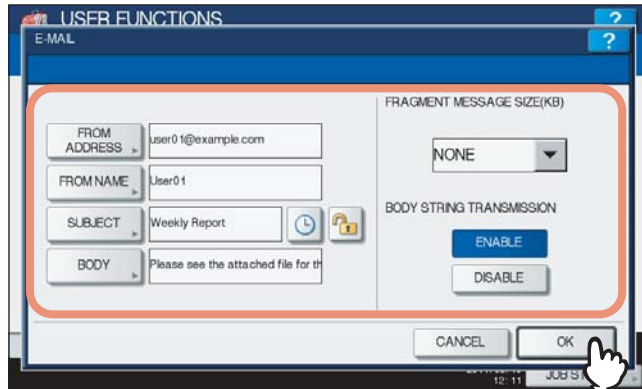 USER FUNCTIONS
?
E-MAIL
?
FROM
ADDRESS
user01@example.com
FROM NAME
User01
SUBJECT
Weekly Report
BODY
Please see the attached file for th
FRAGMENT MESSAGE SIZE(KB)
NONE
BODY STRING TRANSMISSION
ENABLE
DISABLE
CANCEL
OK
12:11
JOB S